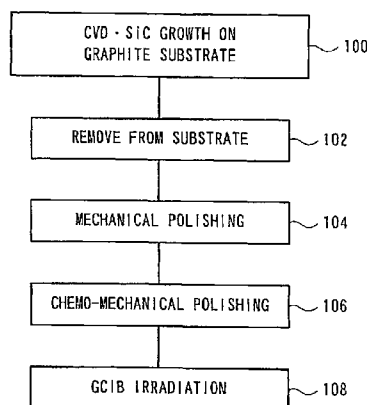 CVD · SiC GROWTH ON
GRAPHITE SUBSTRATE
100
REMOVE FROM SUBSTRATE
102
MECHANICAL POLISHING
104
CHEMO-MECHANICAL POLISHING
106
GCIB IRRADIATION
108